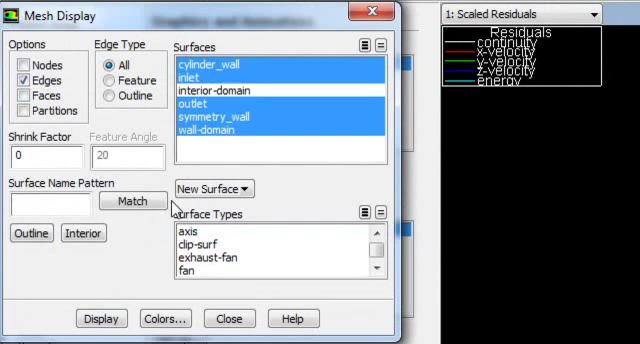 Mesh Display
Options
Nodes
Edges
Faces
Partitions
Edge Type
All
Feature
Outline
Shrink Factor
0
Feature Angle
20
Surface Name Pattern
Match
Outline
Interior
Surfaces
cylinder_wall
inlet
interior-domain
outlet
symmetry_wall
wall-domain
New Surface
Surface Types
axis
clip-surf
exhaust-fan
fan
Display
Colors...
Close
Help
1: Scaled Residuals
Residuals
continuity
x-velocity
y-velocity
z-velocity
energy